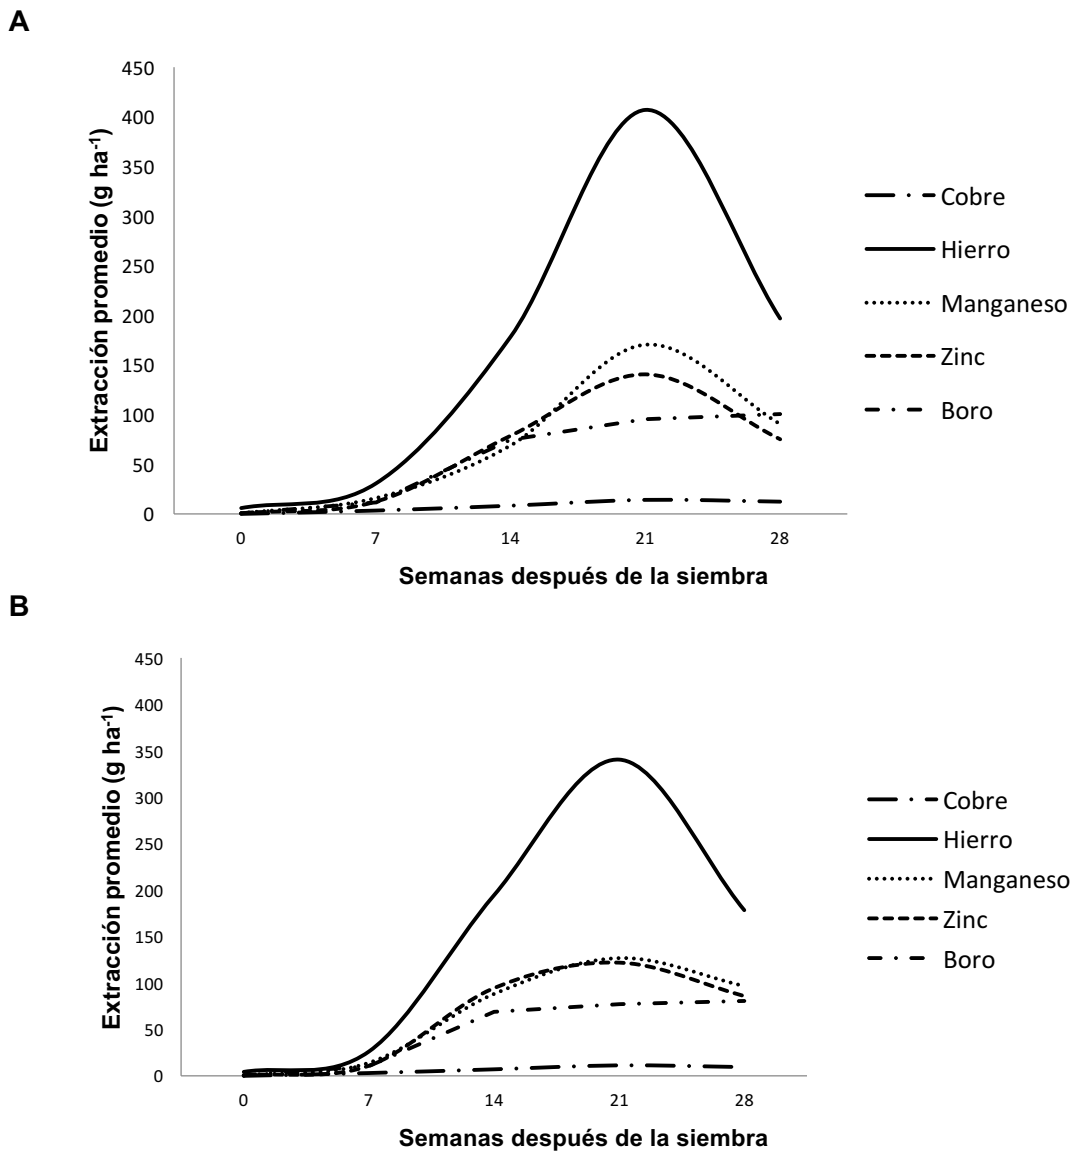 A
450
400
350
300
250
200
150
100
50
0
Extracción promedio (g ha⁻¹)
0 7 14 21 28
Semanas después de la siembra
Cobre
Hierro
Manganeso
Zinc
Boro
B
450
400
350
300
250
200
150
100
50
0
Extracción promedio (g ha⁻¹)
0 7 14 21 28
Semanas después de la siembra
Cobre
Hierro
Manganeso
Zinc
Boro